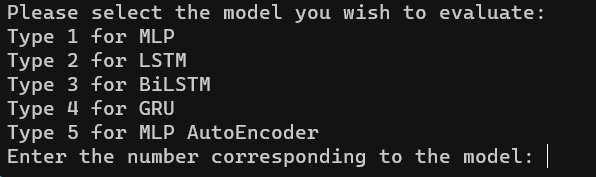 Please select the model you wish to evaluate:
Type 1 for MLP
Type 2 for LSTM
Type 3 for BiLSTM
Type 4 for GRU
Type 5 for MLP AutoEncoder
Enter the number corresponding to the model: